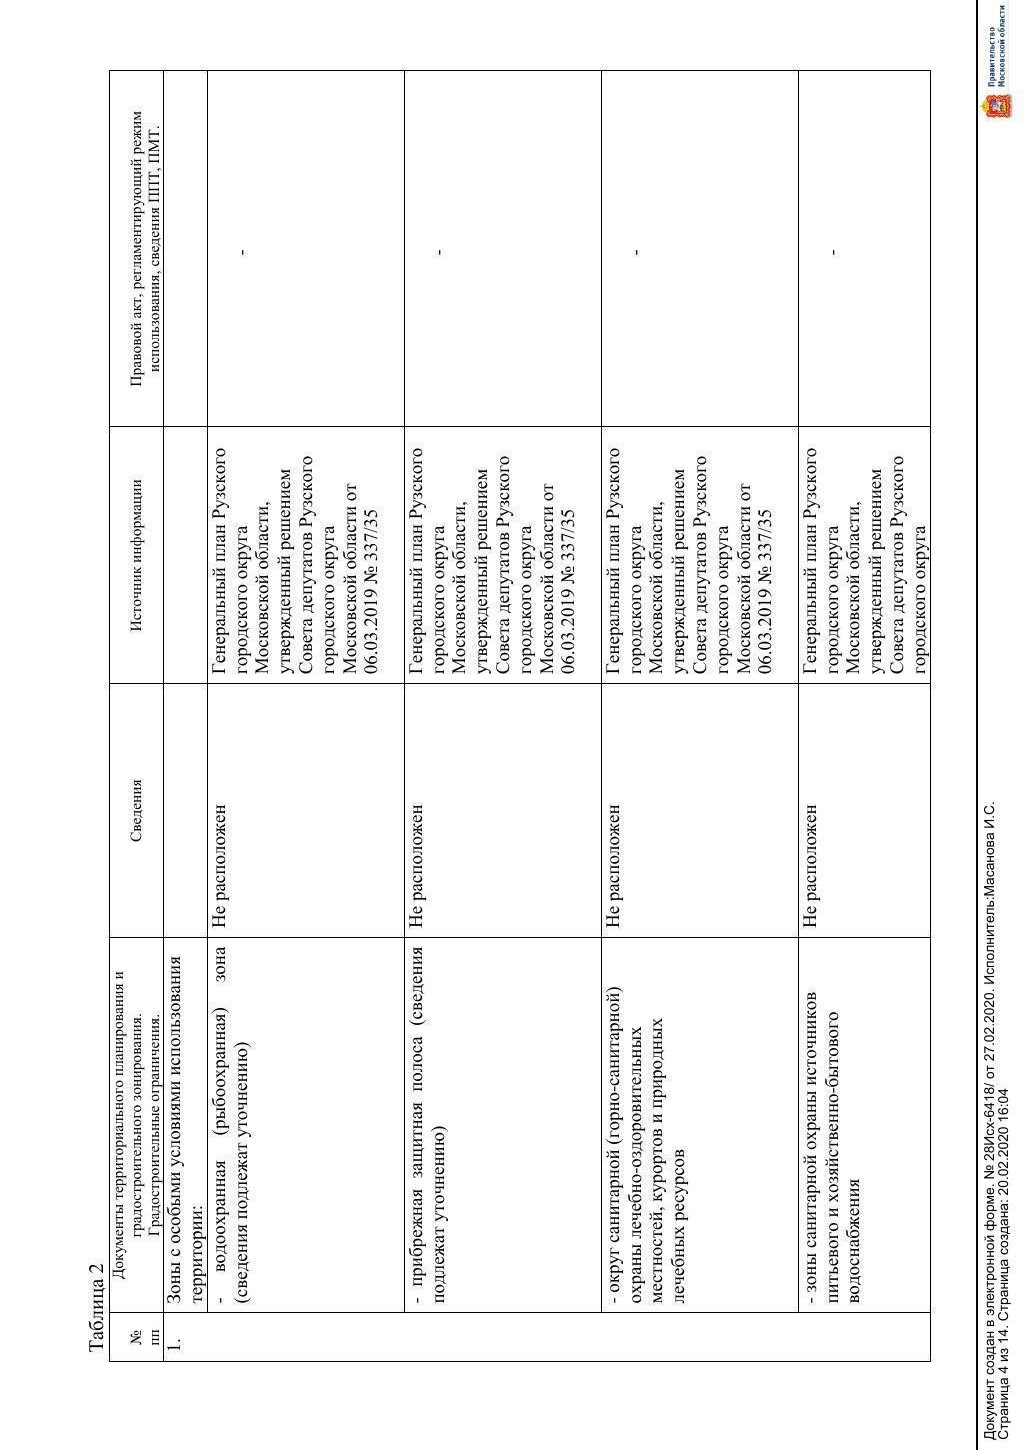 Таблица 2
№
пп
Документы территориального планирования и
градостроительного зонирования.
Градостроительные ограничения.
Сведения
Источник информации
Правовой акт, регламентирующий режим
использования, сведения ППТ, ПМТ.
1.
Зоны с особыми условиями использования
территории:
- водоохранная (рыбоохранная) зона
(сведения подлежат уточнению)
Не расположен
Генеральный план Рузского
городского округа
Московской области,
утвержденный решением
Совета депутатов Рузского
городского округа
Московской области от
06.03.2019 № 337/35
-
- прибрежная защитная полоса (сведения
подлежат уточнению)
Не расположен
Генеральный план Рузского
городского округа
Московской области,
утвержденный решением
Совета депутатов Рузского
городского округа
Московской области от
06.03.2019 № 337/35
-
- округ санитарной (горно-санитарной)
охраны лечебно-оздоровительных
местностей, курортов и природных
лечебных ресурсов
Не расположен
Генеральный план Рузского
городского округа
Московской области,
утвержденный решением
Совета депутатов Рузского
городского округа
Московской области от
06.03.2019 № 337/35
-
- зоны санитарной охраны источников
питьевого и хозяйственно-бытового
водоснабжения
Не расположен
Генеральный план Рузского
городского округа
Московской области,
утвержденный решением
Совета депутатов Рузского
городского округа
-
Документ создан в электронной форме. № 28Исх-6418/ от 27.02.2020. Исполнитель:Масанова И.С.
Страница 4 из 14. Страница создана: 20.02.2020 16:04
Правительство
Московской области